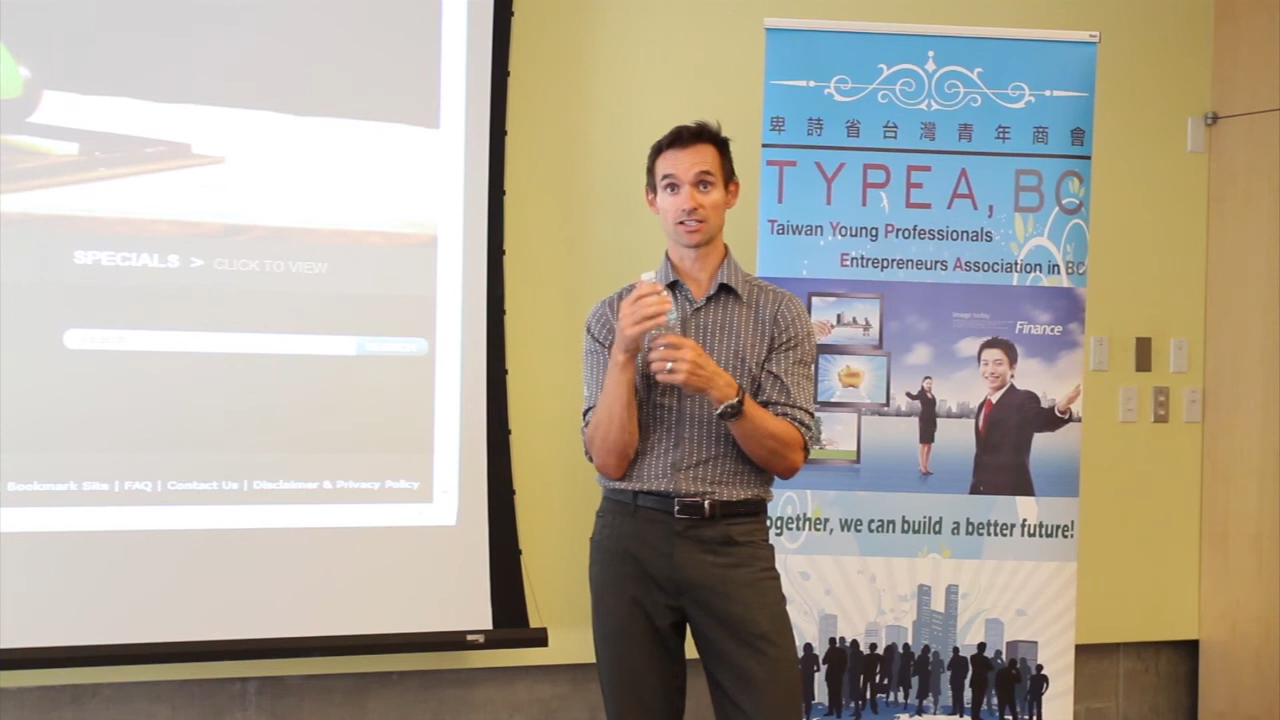 SPECIALS > CLICK TO VIEW
SEARCH
Bookmark Site | FAQ | Contact Us | Disclaimer & Privacy Policy
卑詩省台灣青年商會
TYPEA, BC
Taiwan Young Professionals
Entrepreneurs Association in BC
Finance
ogether, we can build a better future!